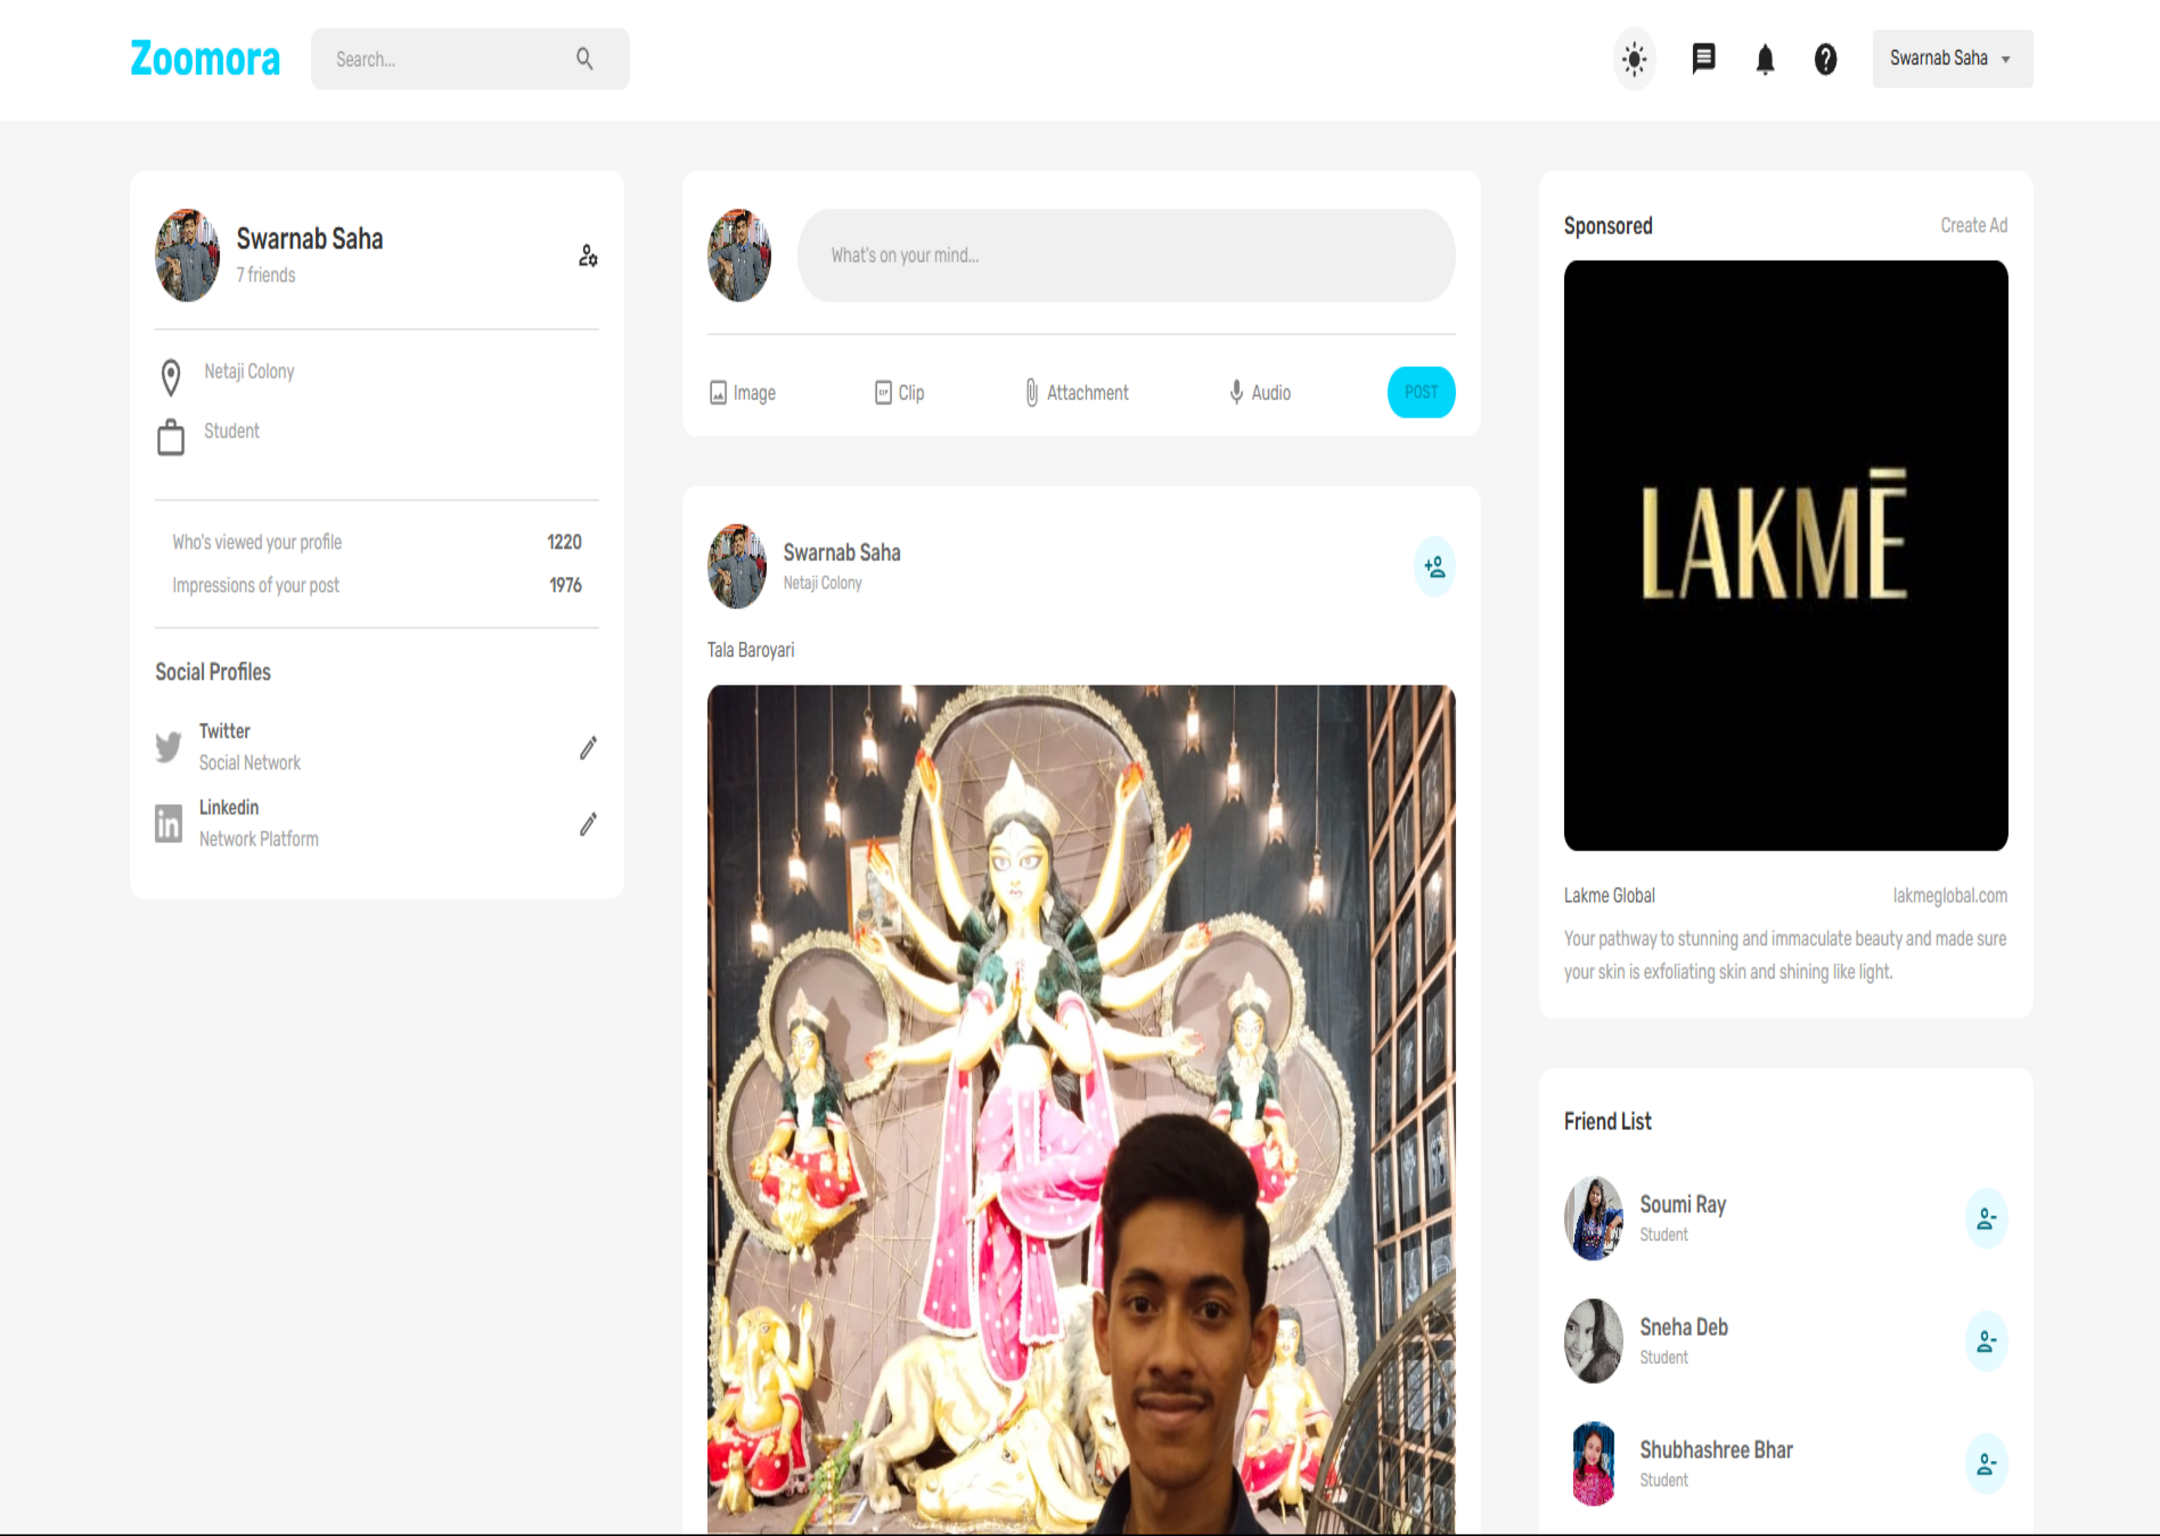 Zoomora
Search...
Swarnab Saha
Swarnab Saha
7 friends
Netaji Colony
Student
Who's viewed your profile 1220
Impressions of your post 1976
Social Profiles
Twitter
Social Network
Linkedin
Network Platform
What's on your mind...
Image Clip Attachment Audio POST
Swarnab Saha
Netaji Colony
Tala Baroyari
Sponsored Create Ad
LAKMĒ
Lakme Global lakmeglobal.com
Your pathway to stunning and immaculate beauty and made sure
your skin is exfoliating skin and shining like light.
Friend List
Soumi Ray
Student
Sneha Deb
Student
Shubhashree Bhar
Student